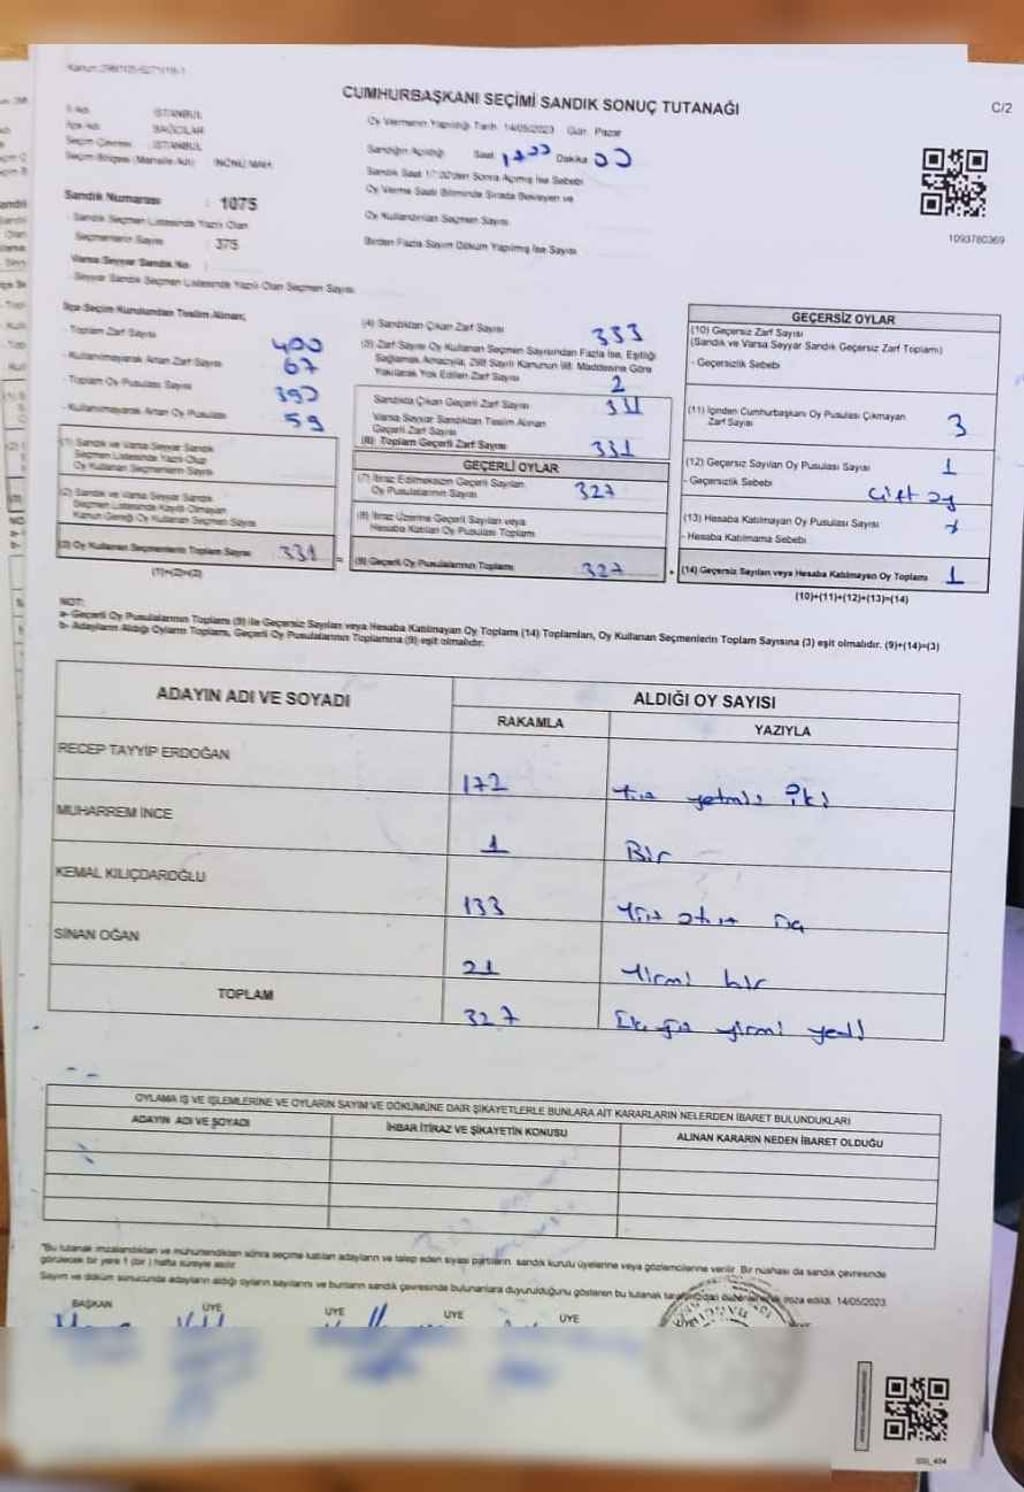 Kanun:
CUMHURBAŞKANI SEÇİMİ SANDIK SONUÇ TUTANAĞI
C/2
İl Adı : İSTANBUL
İlçe Adı : BAĞCILAR
Seçim Çevresi : İSTANBUL
Seçim Bölgesi (Mahalle Adı) : İNÖNÜ MAH.
Oy Vermenin Yapıldığı Tarih: 14/05/2023 Gün: Pazar
Sandığın Açıldığı Saat Dakika
Sandık Saat 17:00'den Sonra Açılmış İse Sebebi
Oy Verme Saati Bitiminde Sırada Bekleyen ve
Oy Kullandırılan Seçmen Sayısı
Birden Fazla Sayım Döküm Yapılmış İse Sayısı
1093780369
Sandık Numarası : 1075
- Sandık Seçmen Listesinde Yazılı Olan
Seçmenlerin Sayısı : 375
Varsa Seyyar Sandık No :
- Seyyar Sandık Seçmen Listesinde Yazılı Olan Seçmen Sayısı
İlçe Seçim Kurulundan Teslim Alınan;
- Toplam Zarf Sayısı 400
- Kullanılmayarak Artan Zarf Sayısı 67
- Toplam Oy Pusulası Sayısı
- Kullanılmayarak Artan Oy Pusulası 59
(1) Sandık ve Varsa Seyyar Sandık
Seçmen Listesinde Yazılı Olup
Oy Kullanan Seçmenlerin Sayısı
(2) Sandık ve Varsa Seyyar Sandık
Seçmen Listesinde Kayıtlı Olmayan
Kanun Gereği Oy Kullanan Seçmen Sayısı
(3) Oy Kullanan Seçmenlerin Toplam Sayısı 331
(1)+(2)=(3)
(4) Sandıktan Çıkan Zarf Sayısı 333
(5) Zarf Sayısı Oy Kullanan Seçmen Sayısından Fazla İse, Eşitliği
Sağlamak Amacıyla, 298 Sayılı Kanunun 98. Maddesine Göre
Yakılarak Yok Edilen Zarf Sayısı 2
Sandıkta Çıkan Geçerli Zarf Sayısı 331
Varsa Seyyar Sandıktan Teslim Alınan
Geçerli Zarf Sayısı
(6) Toplam Geçerli Zarf Sayısı 331
GEÇERLİ OYLAR
(7) İtiraz Edilmeksizin Geçerli Sayılan
Oy Pusulalarının Sayısı 327
(8) İtiraz Üzerine Geçerli Sayılan veya
Hesaba Katılan Oy Pusulası Toplamı
(9) Geçerli Oy Pusulalarının Toplamı 327
GEÇERSİZ OYLAR
(10) Geçersiz Zarf Sayısı
(Sandık ve Varsa Seyyar Sandık Geçersiz Zarf Toplamı)
- Geçersizlik Sebebi
(11) İçinden Cumhurbaşkanı Oy Pusulası Çıkmayan
Zarf Sayısı 3
(12) Geçersiz Sayılan Oy Pusulası Sayısı 1
- Geçersizlik Sebebi Çift oy
(13) Hesaba Katılmayan Oy Pusulası Sayısı
- Hesaba Katılmama Sebebi
(14) Geçersiz Sayılan veya Hesaba Katılmayan Oy Toplamı 1
(10)+(11)+(12)+(13)=(14)
NOT:
a- Geçerli Oy Pusulaları Toplamı (9) ile Geçersiz Sayılan veya Hesaba Katılmayan Oy Toplamı (14) Toplamları, Oy Kullanan Seçmenlerin Toplam Sayısına (3) eşit olmalıdır. (9)+(14)=(3)
b- Adayların Aldığı Oyların Toplamı, Geçerli Oy Pusulalarının Toplamına (9) eşit olmalıdır.
ADAYIN ADI VE SOYADI
ALDIĞI OY SAYISI
RAKAMLA YAZIYLA
RECEP TAYYİP ERDOĞAN 172 Yüz yetmiş iki
MUHARREM İNCE 1 Bir
KEMAL KILIÇDAROĞLU 133 Yüz otuz üç
SİNAN OĞAN 21 Yirmi bir
TOPLAM 327 Üç yüz yirmi yedi
OYLAMA İŞ VE İŞLEMLERİNE VE OYLARIN SAYIM VE DÖKÜMÜNE DAİR ŞİKAYETLERLE BUNLARA AİT KARARLARIN NELERDEN İBARET BULUNDUKLARI
ADAYIN ADI VE SOYADI İHBAR İTİRAZ VE ŞİKAYETİN KONUSU ALINAN KARARIN NEDEN İBARET OLDUĞU
"Bu tutanak imzalandıktan ve mühürlendikten sonra seçime katılan adayların ve talep eden siyasi partilerin sandık kurulu üyelerine veya gözlemcilerine verilir. Bir nüshası da sandık çevresinde
görülecek bir yere 1 (bir) hafta süreyle asılır.
Sayım ve döküm sonucunda adayların aldığı oyların sayılarını ve bunların sandık çevresinde bulunanlara duyurulduğunu gösteren bu tutanak tarafımızdan düzenlenerek imza edildi. 14/05/2023
BAŞKAN ÜYE ÜYE ÜYE ÜYE